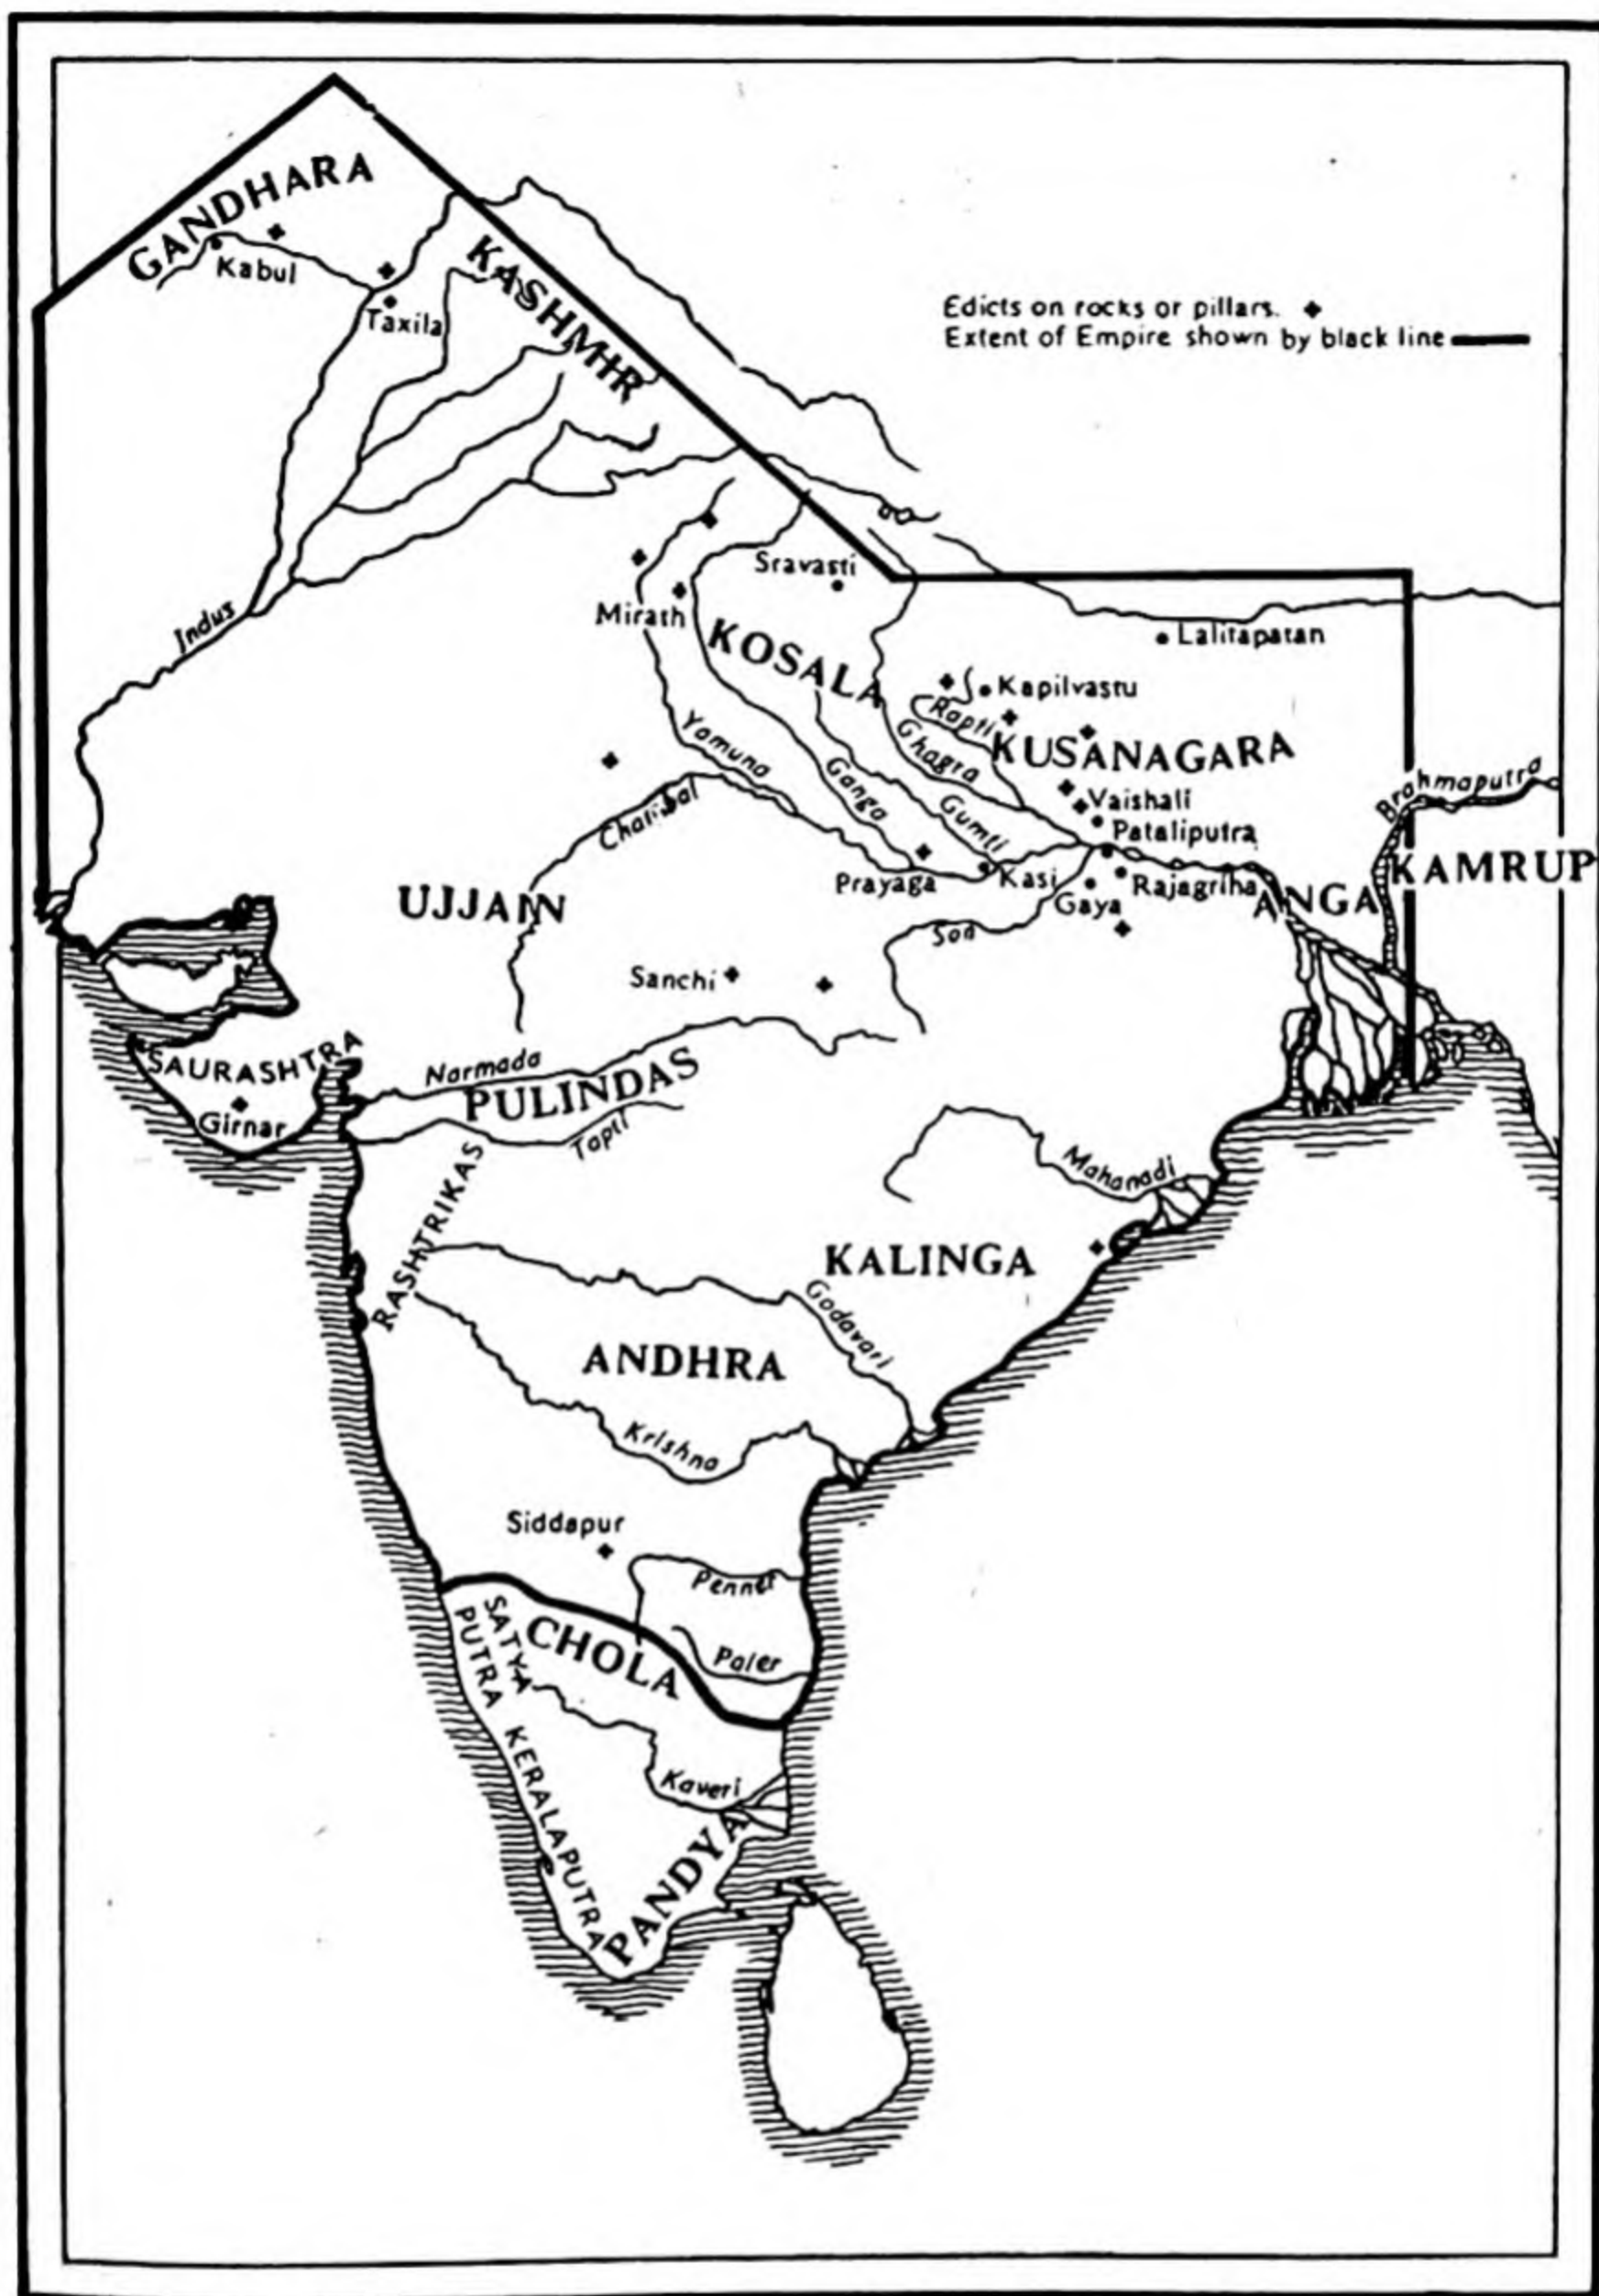 GANDHARA
Kabul
Taxila
KASHMIR
Edicts on rocks or pillars.
Extent of Empire shown by black line
Indus
Sravasti
Mirath
KOSALA
Lalitapatan
Kapilvastu
Rapti
KUSANAGARA
Yamuna
Ganga
Ghagra
Gumti
Vaishali
Pataliputra
Brahmaputra
KAMRUP
Prayaga
Kasi
Rajagriha
Gaya
ANGA
UJJAIN
Son
Sanchi
SAURASHTRA
Girnar
Normada
PULINDAS
Tapti
RASHTRIKAS
Mahanadi
KALINGA
Godavari
ANDHRA
Krishna
Siddapur
Penner
Paler
SATYA
PUTRA
CHOLA
KERALAPUTRA
Kaveri
PANDYA